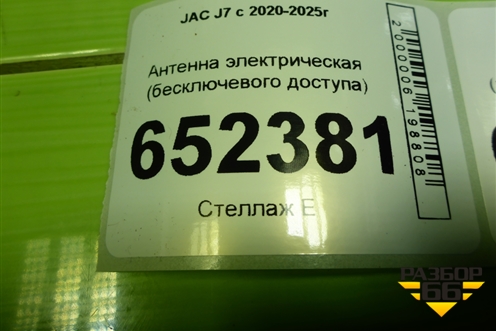 JAC J7 с 2020-2025г
Антенна электрическая
(бесключевого доступа)
652381
Стеллаж Е
2000006198808
(
РАЗБОР
66